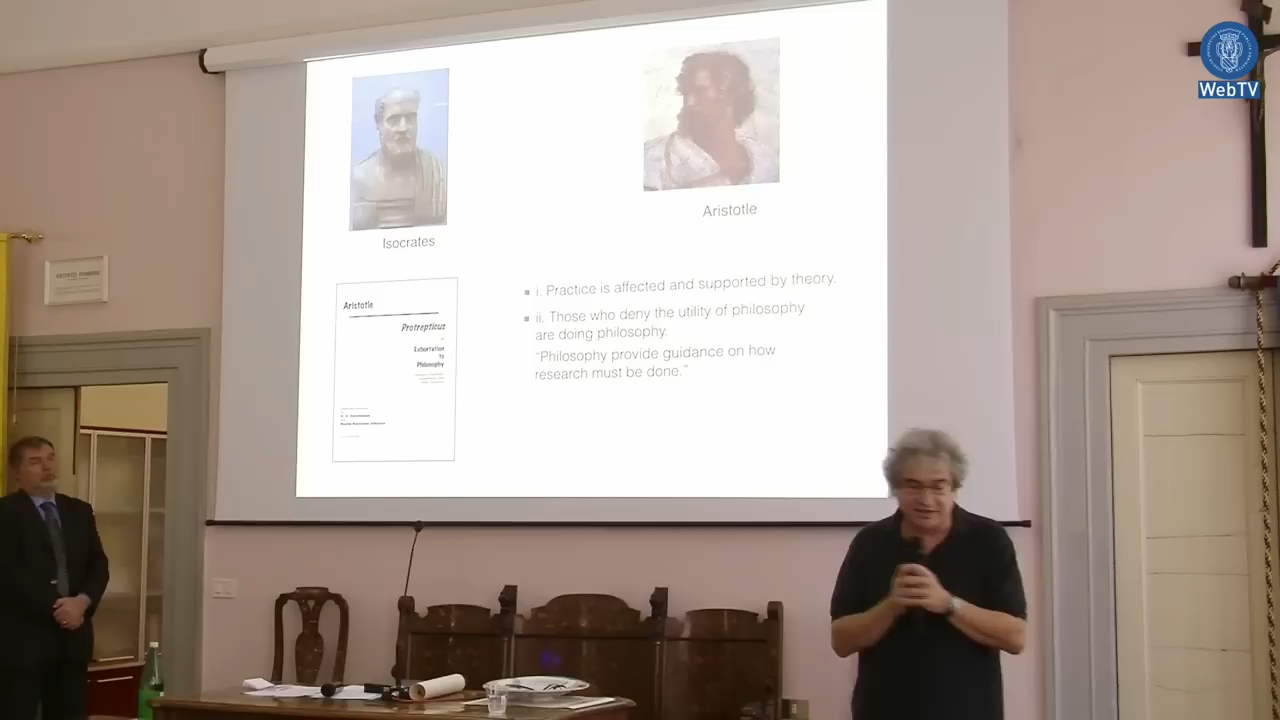 WebTV
Isocrates
Aristotle
Aristotle
Protrepticus
Exhortation
to
Philosophy
▪ i. Practice is affected and supported by theory.
▪ ii. Those who deny the utility of philosophy
are doing philosophy.
“Philosophy provide guidance on how
research must be done.”